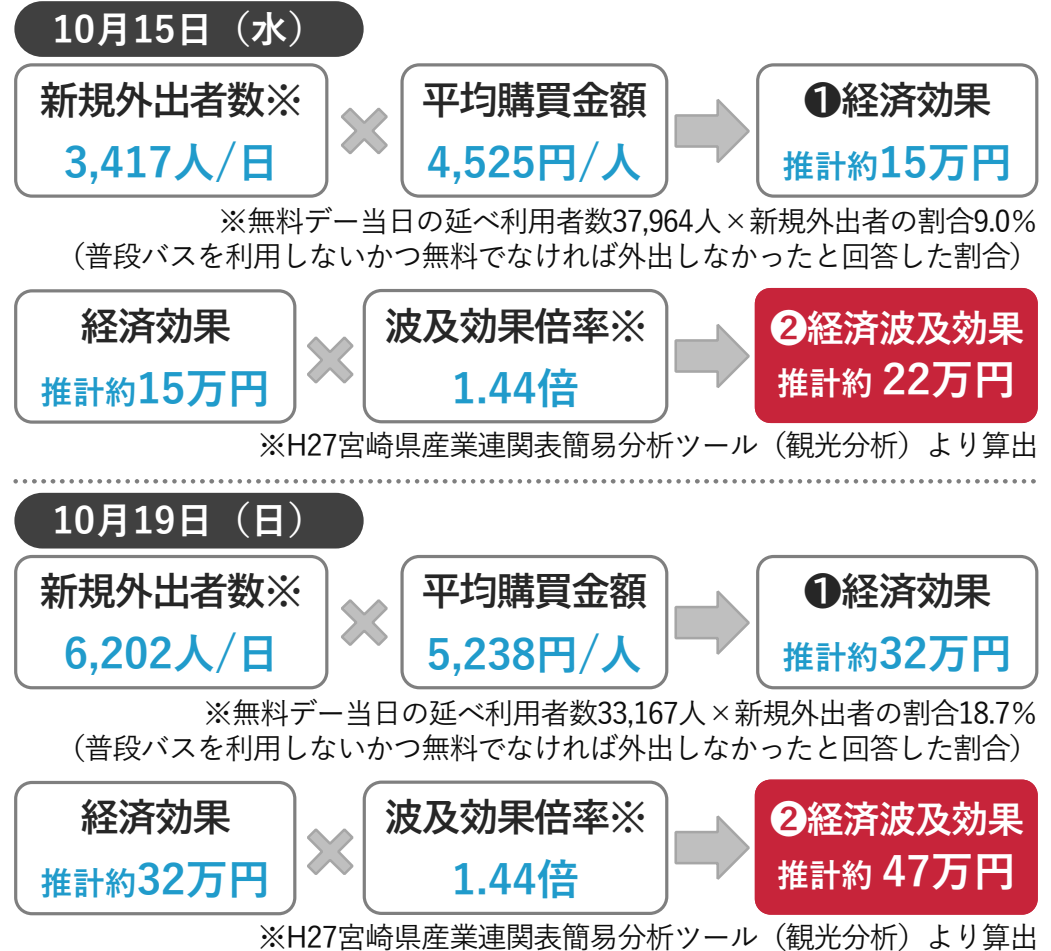 10月15日（水）
新規外出者数※
3,417人/日
平均購買金額
4,525円/人
❶経済効果
推計約15万円
※無料デー当日の延べ利用者数37,964人×新規外出者の割合9.0%
（普段バスを利用しないかつ無料でなければ外出しなかったと回答した割合）
経済効果
推計約15万円
波及効果倍率※
1.44倍
❷経済波及効果
推計約 22万円
※H27宮崎県産業連関表簡易分析ツール（観光分析）より算出
10月19日（日）
新規外出者数※
6,202人/日
平均購買金額
5,238円/人
❶経済効果
推計約32万円
※無料デー当日の延べ利用者数33,167人×新規外出者の割合18.7%
（普段バスを利用しないかつ無料でなければ外出しなかったと回答した割合）
経済効果
推計約32万円
波及効果倍率※
1.44倍
❷経済波及効果
推計約 47万円
※H27宮崎県産業連関表簡易分析ツール（観光分析）より算出